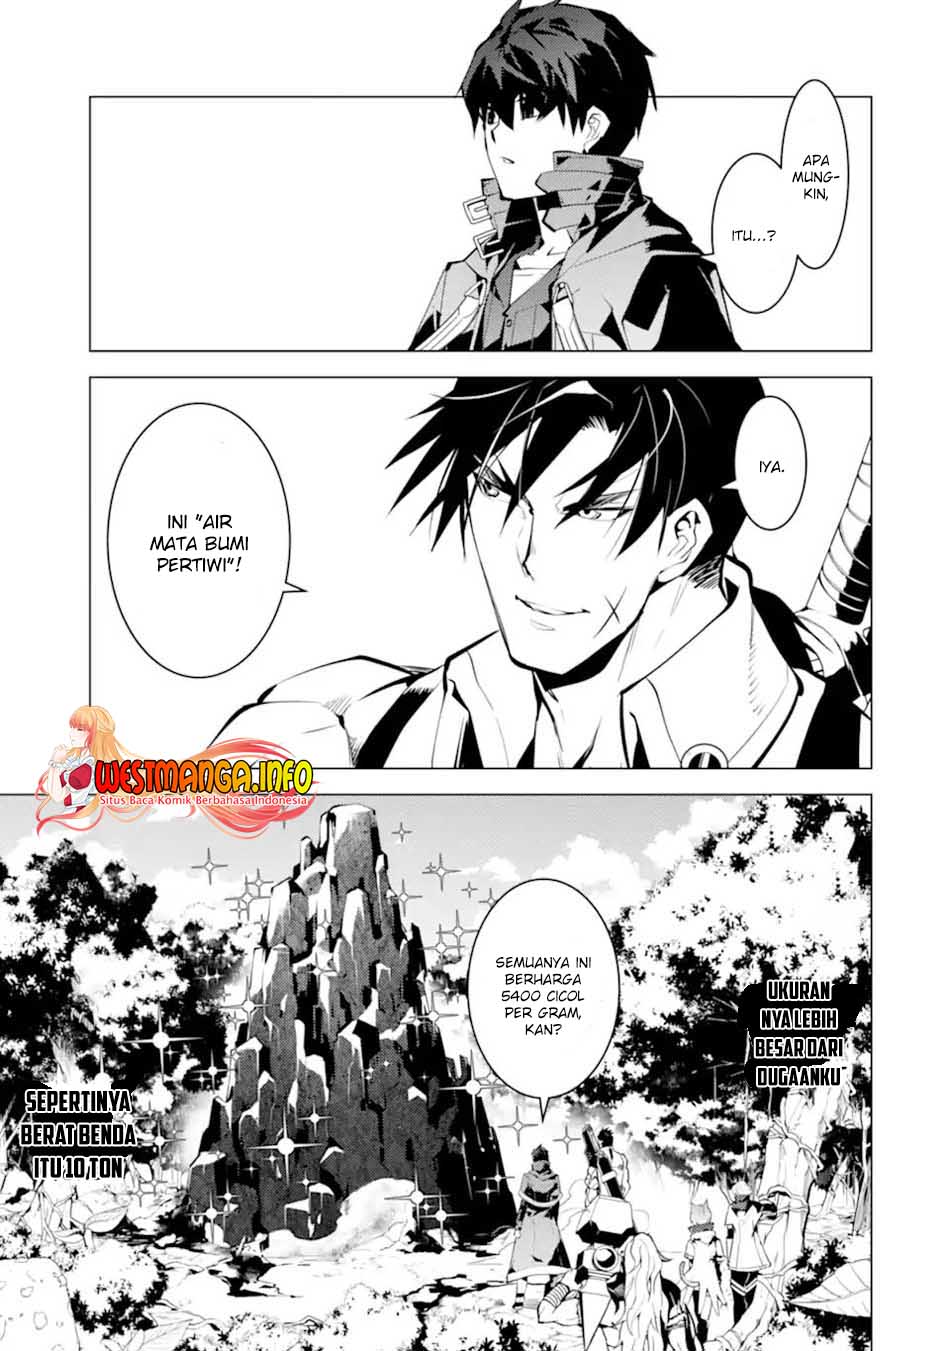 APA
MUNG-
KIN,
ITU...?
IYA.
INI "AIR
MATA BUMI
PERTIWI"!
WESTMANGA.INFO
Situs Baca Komik Berbahasa Indonesia
SEMUANYA INI
BERHARGA
5400 CICOL
PER GRAM,
KAN?
UKURAN
NYA LEBIH
BESAR DARI
DUGAANKU
SEPERTINYA
BERAT BENDA
ITU 10 TON